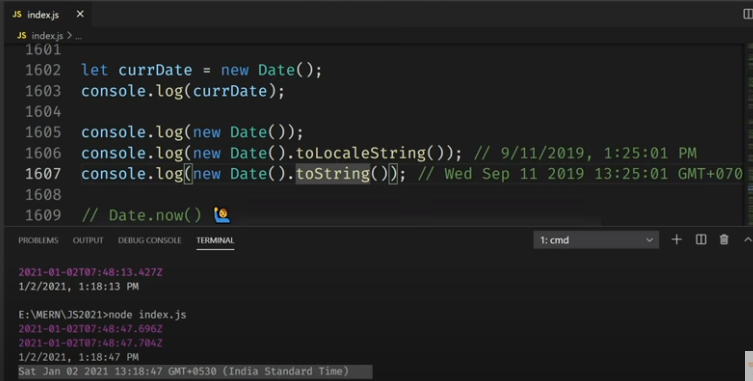 JS index.js ×
JS index.js > ...
1601
1602 let currDate = new Date();
1603 console.log(currDate);
1604
1605 console.log(new Date());
1606 console.log(new Date().toLocaleString()); // 9/11/2019, 1:25:01 PM
1607 console.log(new Date().toString()); // Wed Sep 11 2019 13:25:01 GMT+070
1608
1609 // Date.now() 🙋
PROBLEMS OUTPUT DEBUG CONSOLE TERMINAL 1: cmd
2021-01-02T07:48:13.427Z
1/2/2021, 1:18:13 PM
E:\MERN\JS2021>node index.js
2021-01-02T07:48:47.696Z
2021-01-02T07:48:47.704Z
1/2/2021, 1:18:47 PM
Sat Jan 02 2021 13:18:47 GMT+0530 (India Standard Time)